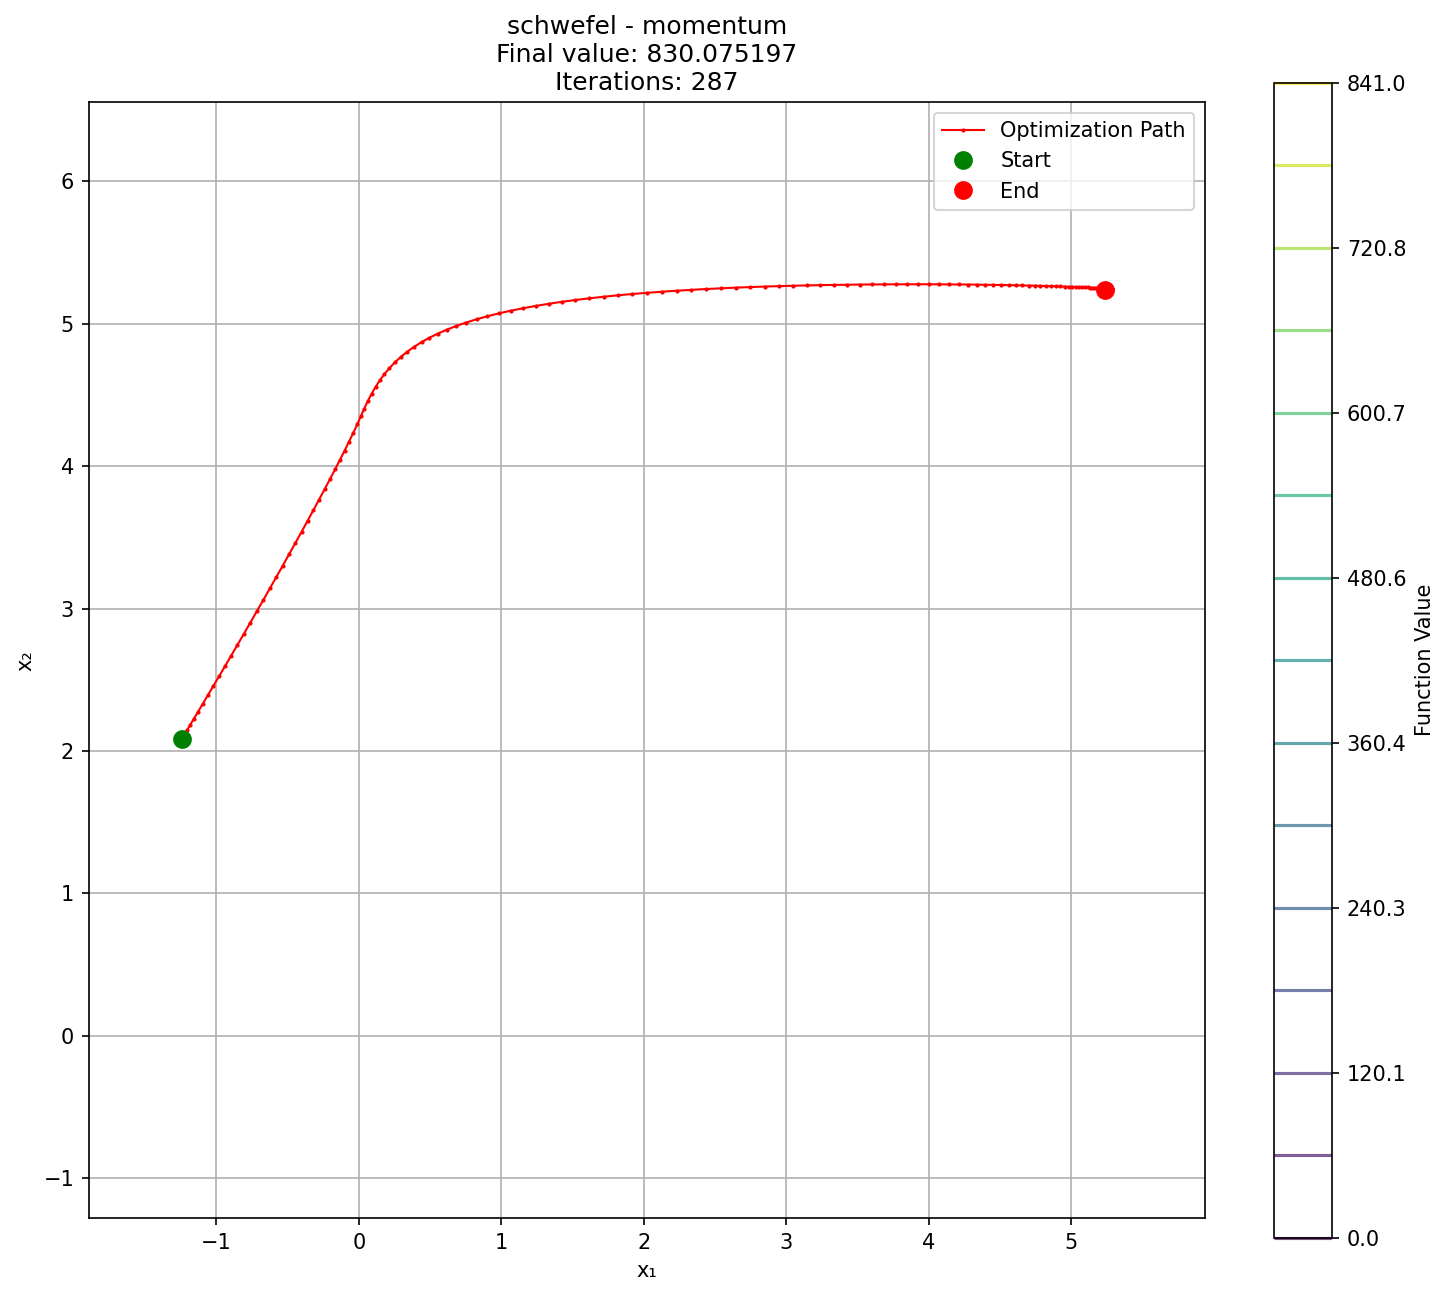 schwefel - momentum
Final value: 830.075197
Iterations: 287
Optimization Path
Start
End
6
5
4
3
2
1
0
−1
x₂
−1
0
1
2
3
4
5
x₁
841.0
720.8
600.7
480.6
360.4
240.3
120.1
0.0
Function Value